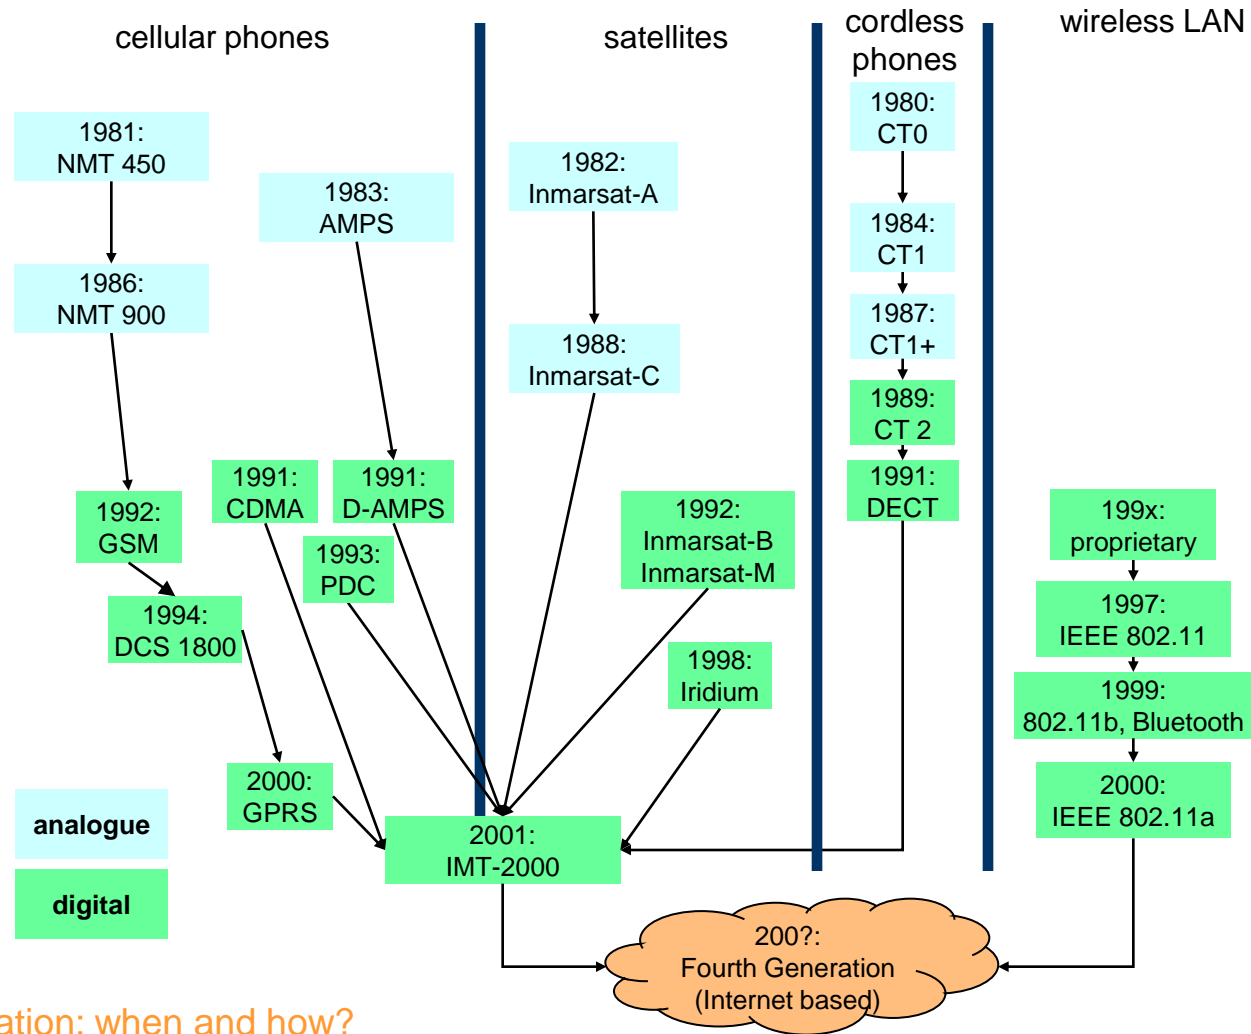 cellular phones
satellites
cordless
phones
wireless LAN
1981:
NMT 450
1986:
NMT 900
1983:
AMPS
1992:
GSM
1991:
CDMA
1991:
D-AMPS
1993:
PDC
1994:
DCS 1800
2000:
GPRS
1982:
Inmarsat-A
1988:
Inmarsat-C
1992:
Inmarsat-B
Inmarsat-M
1998:
Iridium
1980:
CT0
1984:
CT1
1987:
CT1+
1989:
CT 2
1991:
DECT
199x:
proprietary
1997:
IEEE 802.11
1999:
802.11b, Bluetooth
2000:
IEEE 802.11a
analogue
digital
2001:
IMT-2000
200?:
Fourth Generation
(Internet based)
ation: when and how?